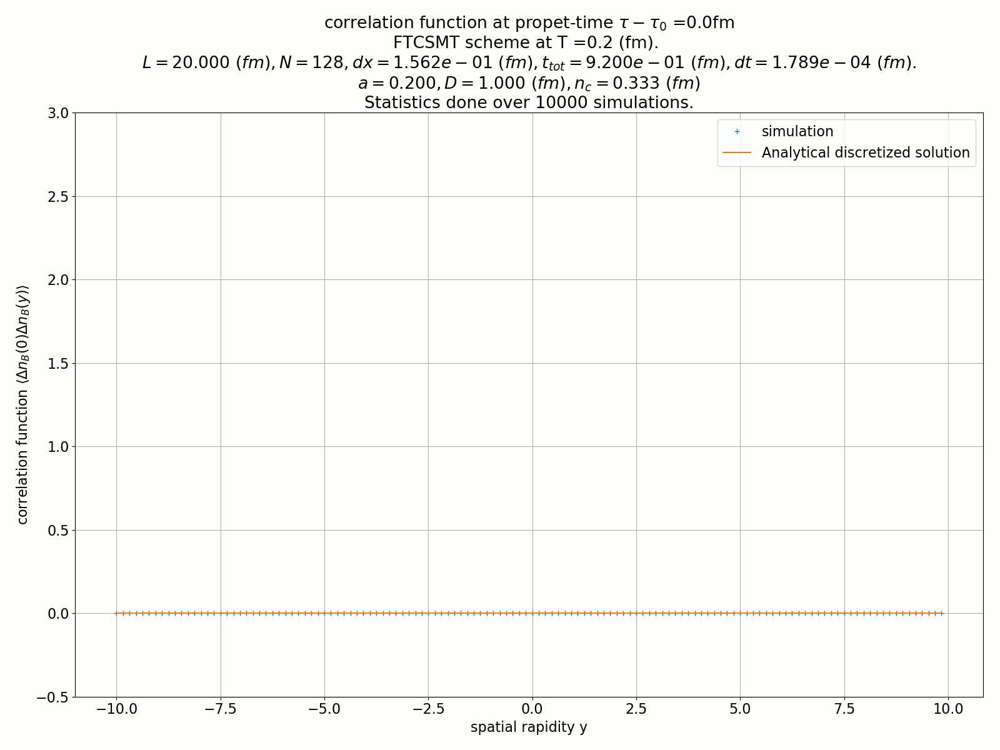 correlation function at propet-time τ − τ₀ =0.0fm
FTCSMT scheme at T =0.2 (fm).
L = 20.000 (fm), N = 128, dx = 1.562e − 01 (fm), tₜₒₜ = 9.200e − 01 (fm), dt = 1.789e − 04 (fm).
a = 0.200, D = 1.000 (fm), n_c = 0.333 (fm)
Statistics done over 10000 simulations.
simulation
Analytical discretized solution
3.0
2.5
2.0
1.5
1.0
0.5
0.0
−0.5
correlation function ⟨Δn_B(0)Δn_B(y)⟩
−10.0 −7.5 −5.0 −2.5 0.0 2.5 5.0 7.5 10.0
spatial rapidity y